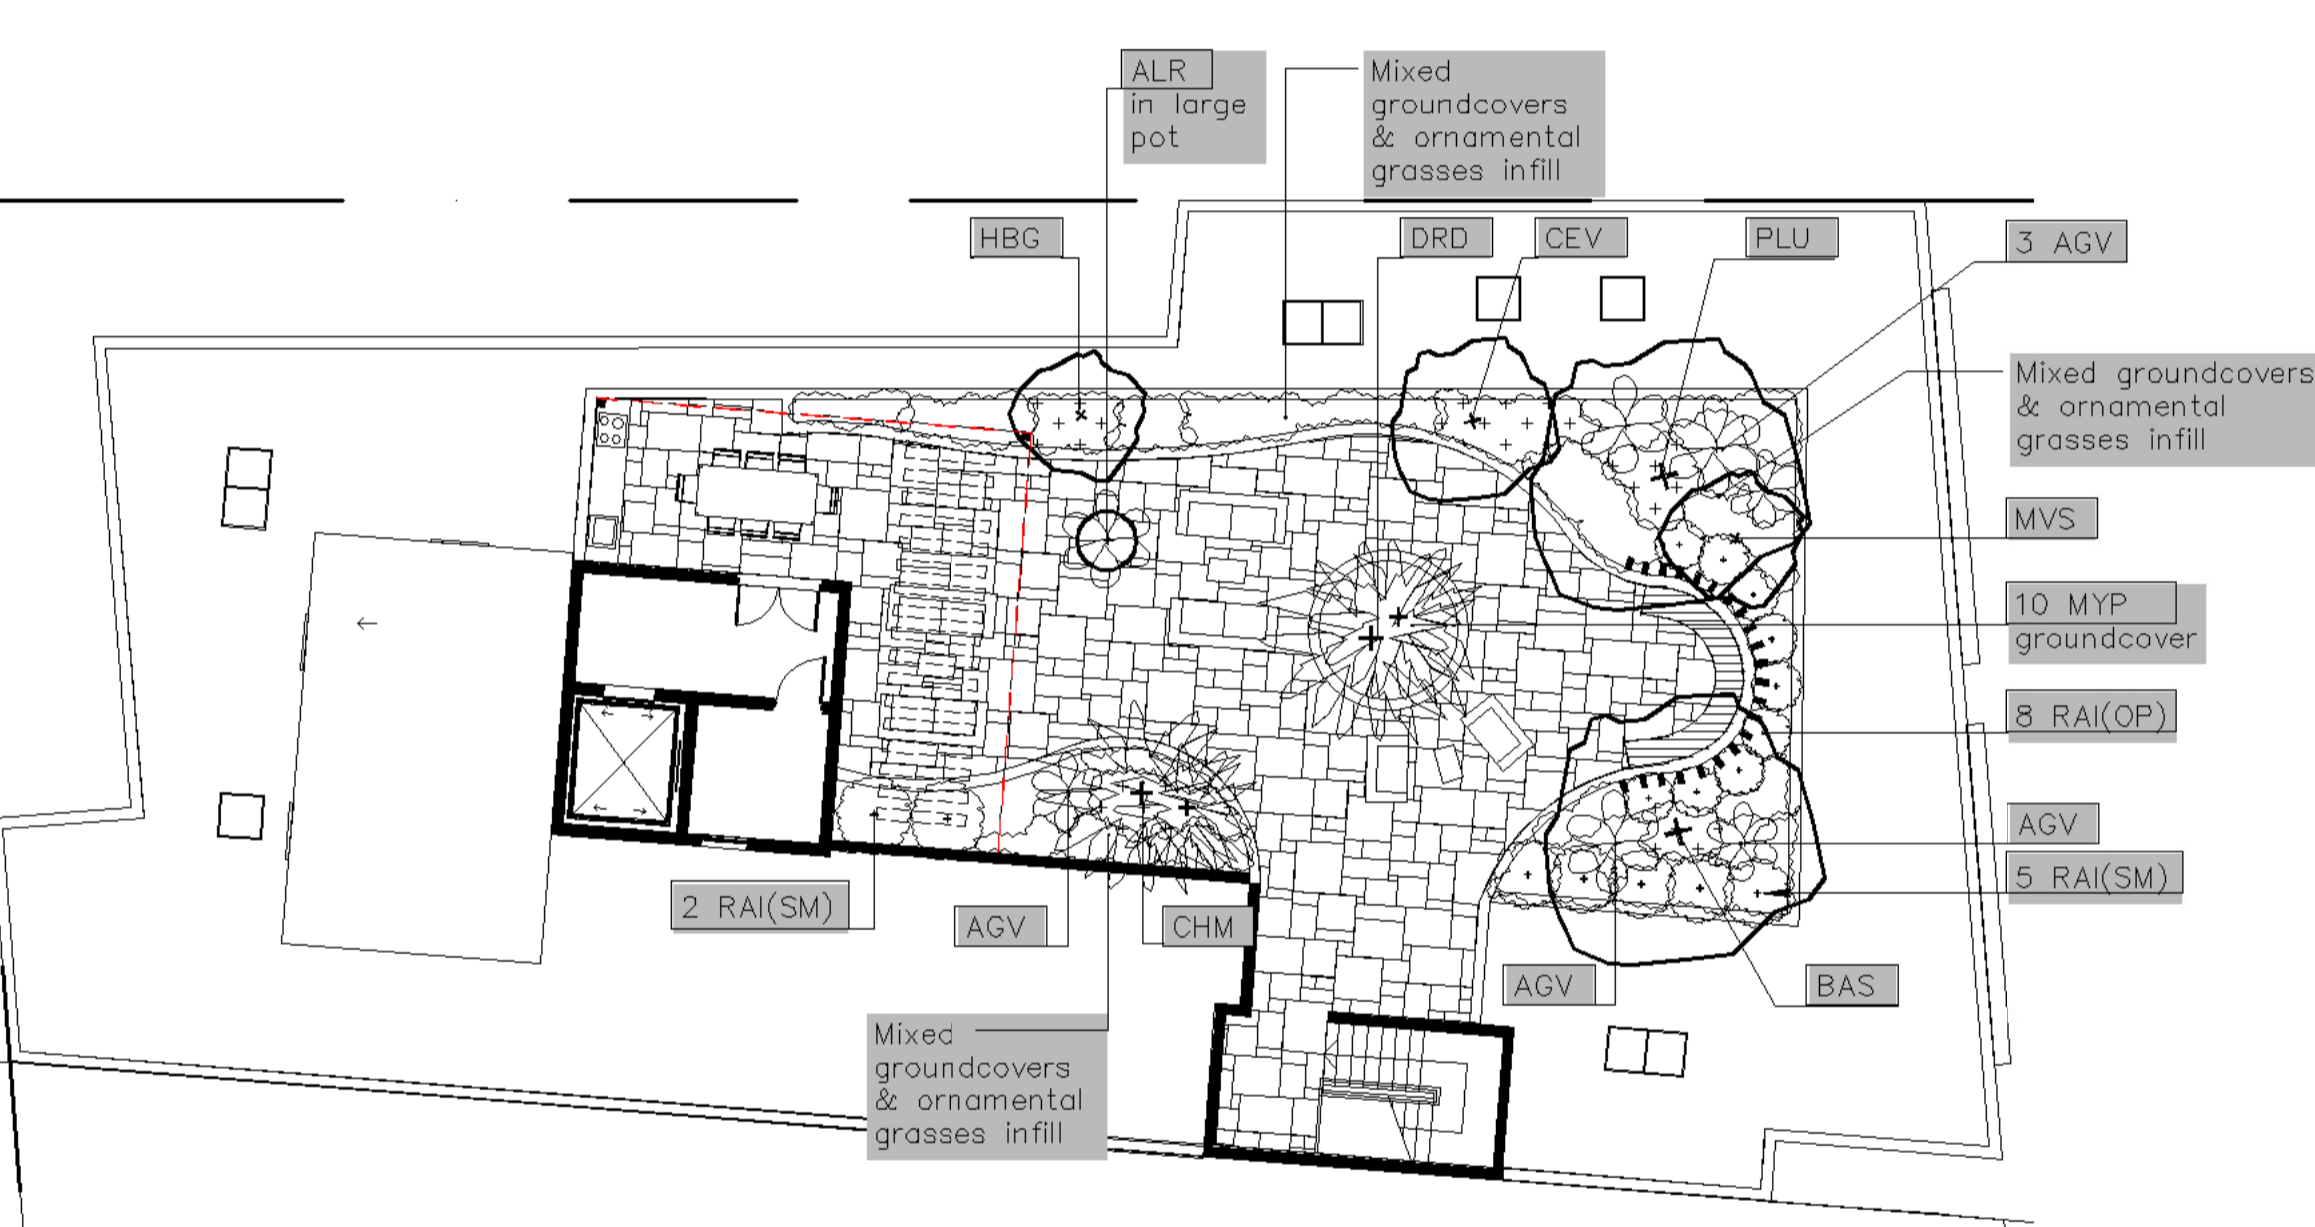 ALR
in large
pot
Mixed
groundcovers
& ornamental
grasses infill
HBG
DRD
CEV
PLU
3 AGV
Mixed groundcovers
& ornamental
grasses infill
MVS
10 MYP
groundcover
8 RAI(OP)
AGV
5 RAI(SM)
2 RAI(SM)
AGV
CHM
AGV
BAS
Mixed
groundcovers
& ornamental
grasses infill